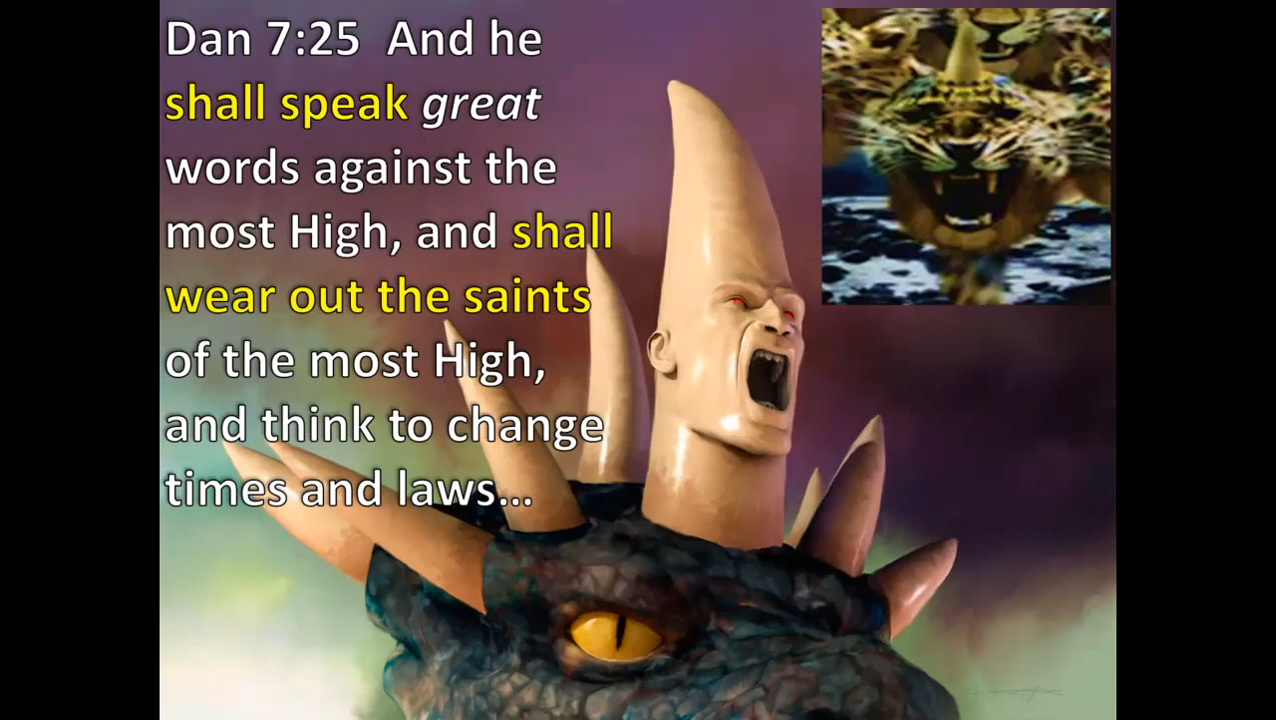 Dan 7:25 And he
shall speak great
words against the
most High, and shall
wear out the saints
of the most High,
and think to change
times and laws...